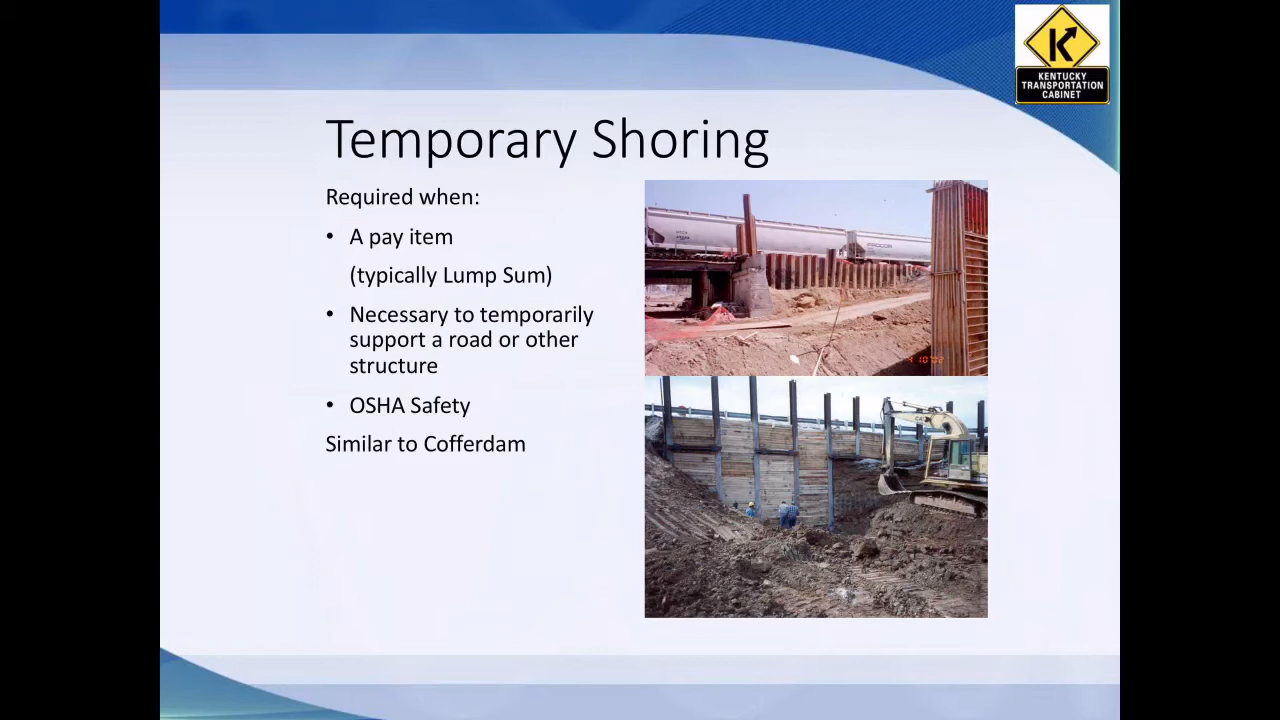 KENTUCKY
TRANSPORTATION
CABINET
Temporary Shoring
Required when:
• A pay item
(typically Lump Sum)
• Necessary to temporarily
support a road or other
structure
• OSHA Safety
Similar to Cofferdam